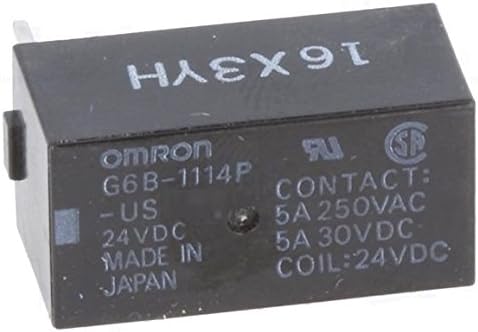 16X3YH
OMRON
G6B-1114P
-US
24VDC
MADE IN
JAPAN
CONTACT:
5A 250VAC
5A 30VDC
COIL: 24VDC